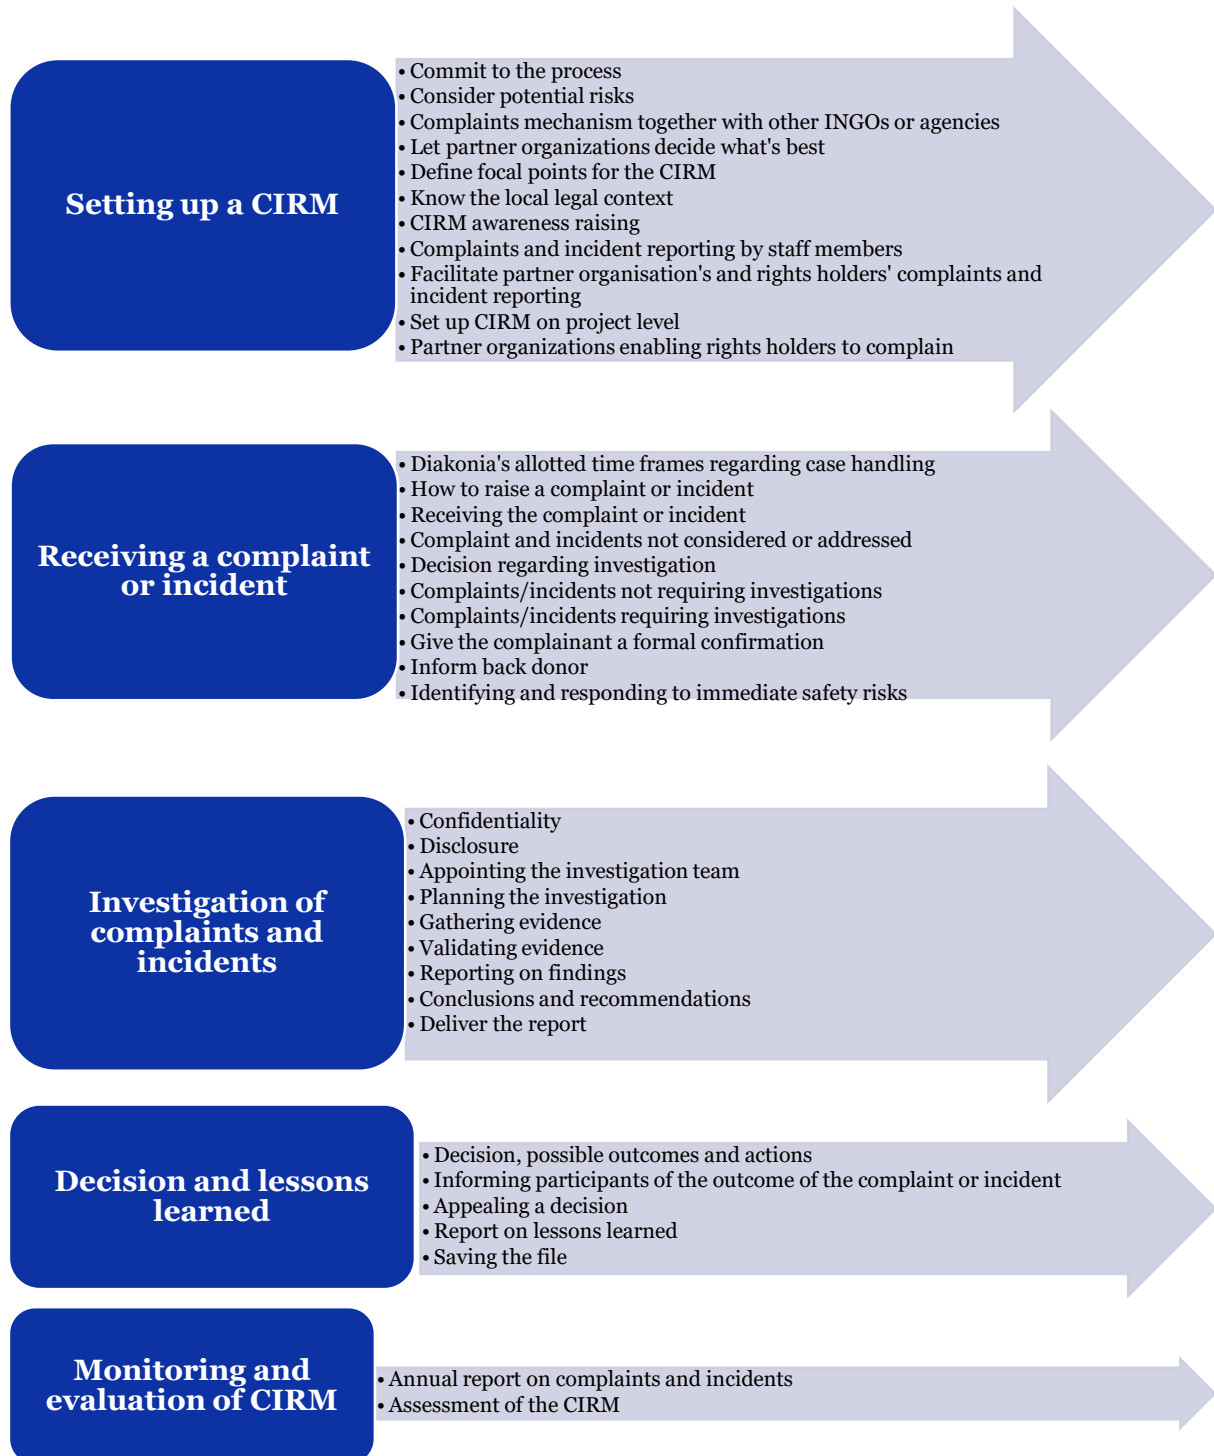 Setting up a CIRM
• Commit to the process
• Consider potential risks
• Complaints mechanism together with other INGOs or agencies
• Let partner organizations decide what's best
• Define focal points for the CIRM
• Know the local legal context
• CIRM awareness raising
• Complaints and incident reporting by staff members
• Facilitate partner organisation's and rights holders' complaints and
incident reporting
• Set up CIRM on project level
• Partner organizations enabling rights holders to complain
Receiving a complaint
or incident
• Diakonia's allotted time frames regarding case handling
• How to raise a complaint or incident
• Receiving the complaint or incident
• Complaint and incidents not considered or addressed
• Decision regarding investigation
• Complaints/incidents not requiring investigations
• Complaints/incidents requiring investigations
• Give the complainant a formal confirmation
• Inform back donor
• Identifying and responding to immediate safety risks
Investigation of
complaints and
incidents
• Confidentiality
• Disclosure
• Appointing the investigation team
• Planning the investigation
• Gathering evidence
• Validating evidence
• Reporting on findings
• Conclusions and recommendations
• Deliver the report
Decision and lessons
learned
• Decision, possible outcomes and actions
• Informing participants of the outcome of the complaint or incident
• Appealing a decision
• Report on lessons learned
• Saving the file
Monitoring and
evaluation of CIRM
• Annual report on complaints and incidents
• Assessment of the CIRM